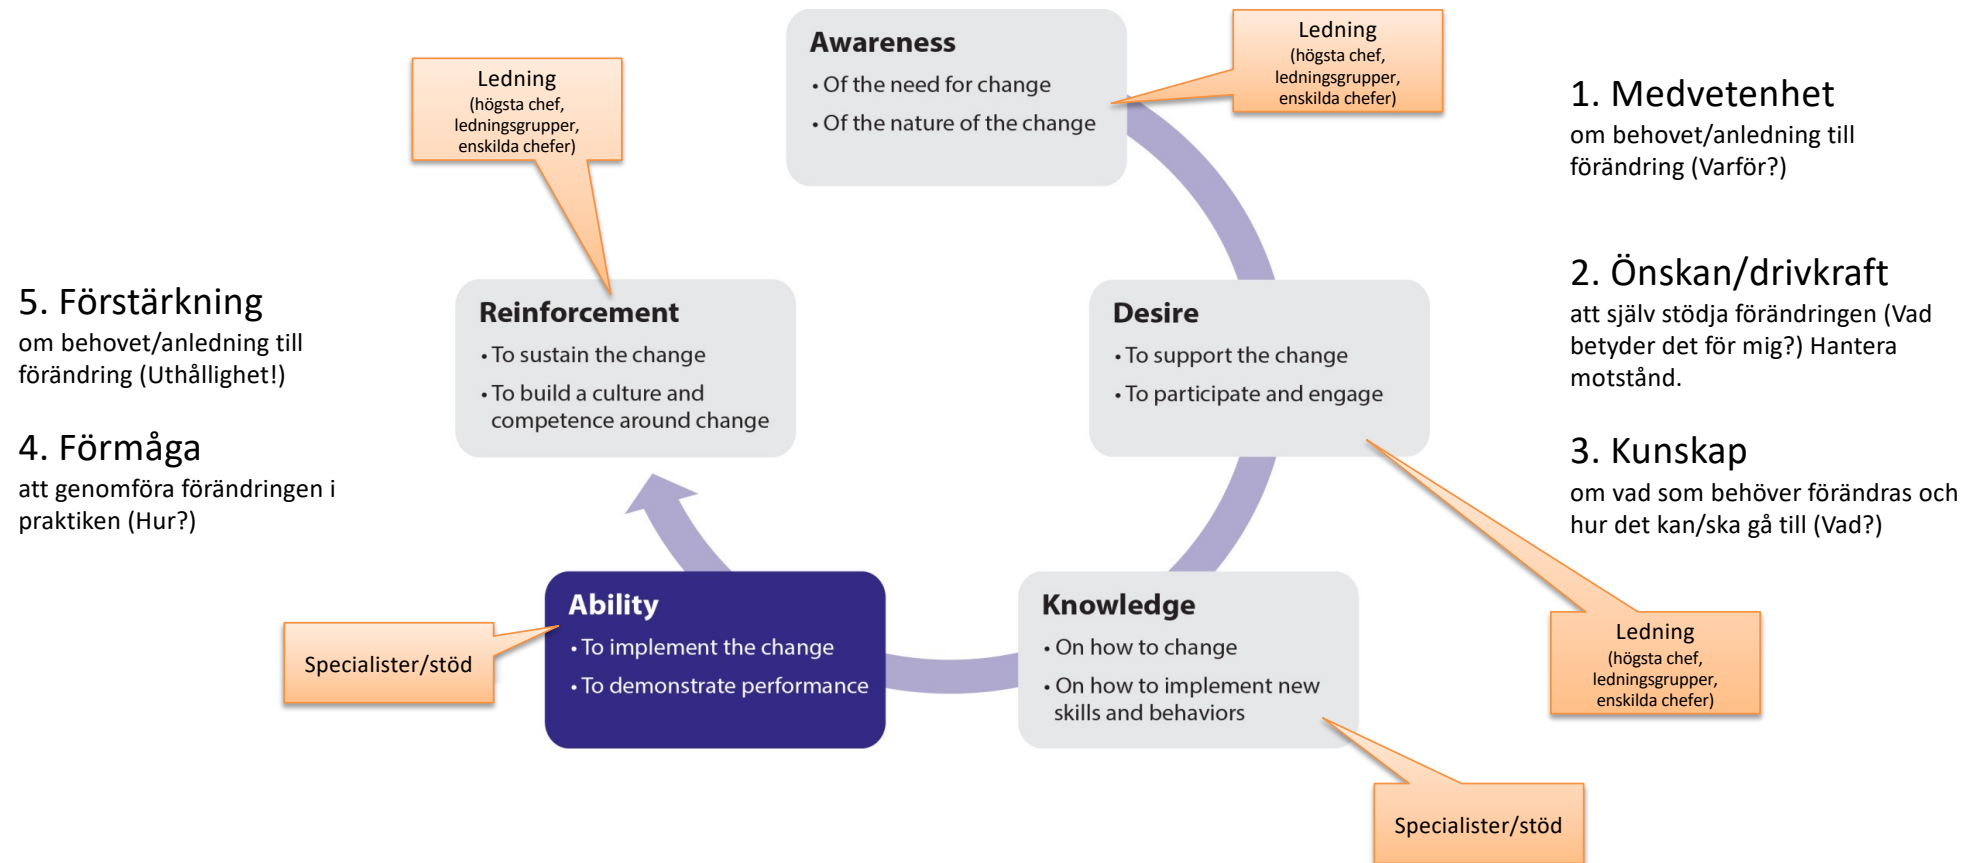 Awareness
• Of the need for change
• Of the nature of the change
Ledning
(högsta chef,
ledningsgrupper,
enskilda chefer)
Ledning
(högsta chef,
ledningsgrupper,
enskilda chefer)
1. Medvetenhet
om behovet/anledning till
förändring (Varför?)
2. Önskan/drivkraft
att själv stödja förändringen (Vad
betyder det för mig?) Hantera
motstånd.
3. Kunskap
om vad som behöver förändras och
hur det kan/ska gå till (Vad?)
5. Förstärkning
om behovet/anledning till
förändring (Uthållighet!)
4. Förmåga
att genomföra förändringen i
praktiken (Hur?)
Reinforcement
• To sustain the change
• To build a culture and
competence around change
Desire
• To support the change
• To participate and engage
Ability
• To implement the change
• To demonstrate performance
Knowledge
• On how to change
• On how to implement new
skills and behaviors
Specialister/stöd
Ledning
(högsta chef,
ledningsgrupper,
enskilda chefer)
Specialister/stöd